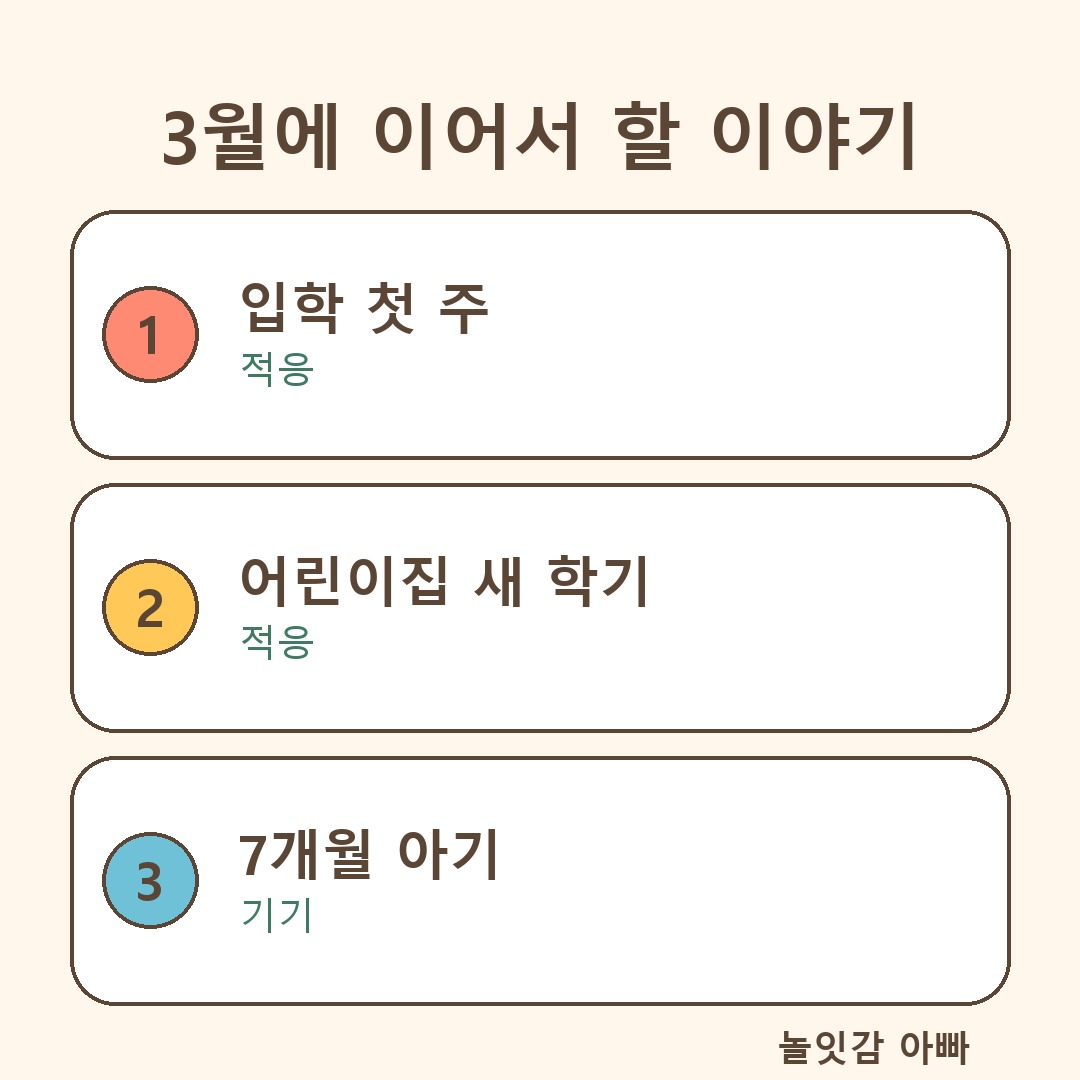 3월에 이어서 할 이야기
1
입학 첫 주
적응
2
어린이집 새 학기
적응
3
7개월 아기
기기
놀잇감 아빠